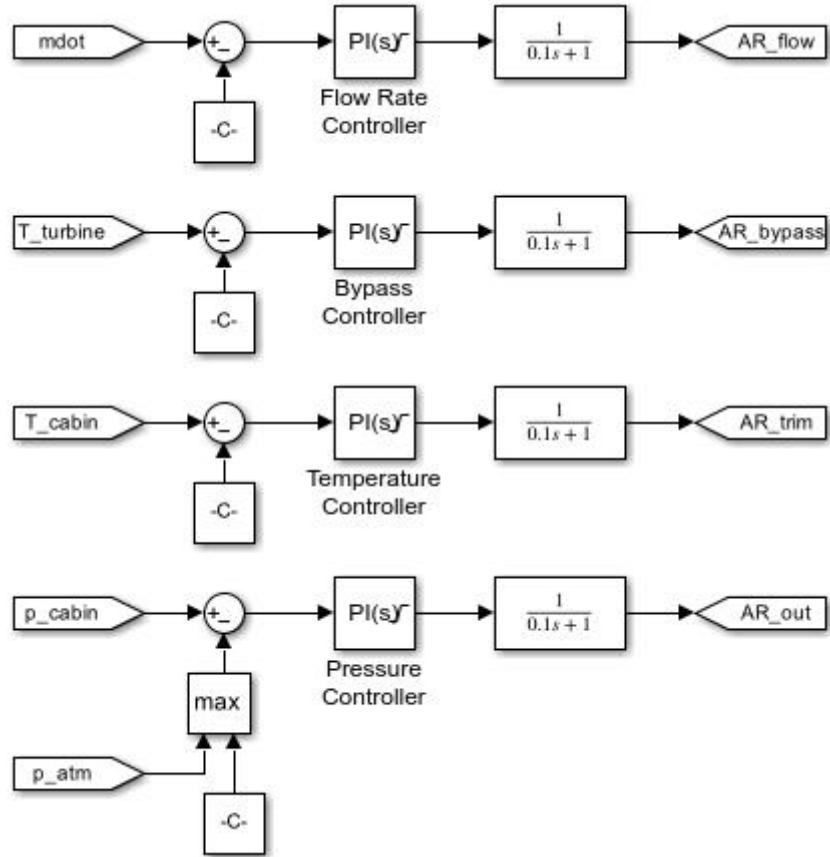 mdot
+
-
PI(s)
1
0.1s + 1
AR_flow
Flow Rate
Controller
-C-
T_turbine
+
-
PI(s)
1
0.1s + 1
AR_bypass
Bypass
Controller
-C-
T_cabin
+
-
PI(s)
1
0.1s + 1
AR_trim
Temperature
Controller
-C-
p_cabin
+
-
PI(s)
1
0.1s + 1
AR_out
Pressure
Controller
max
p_atm
-C-